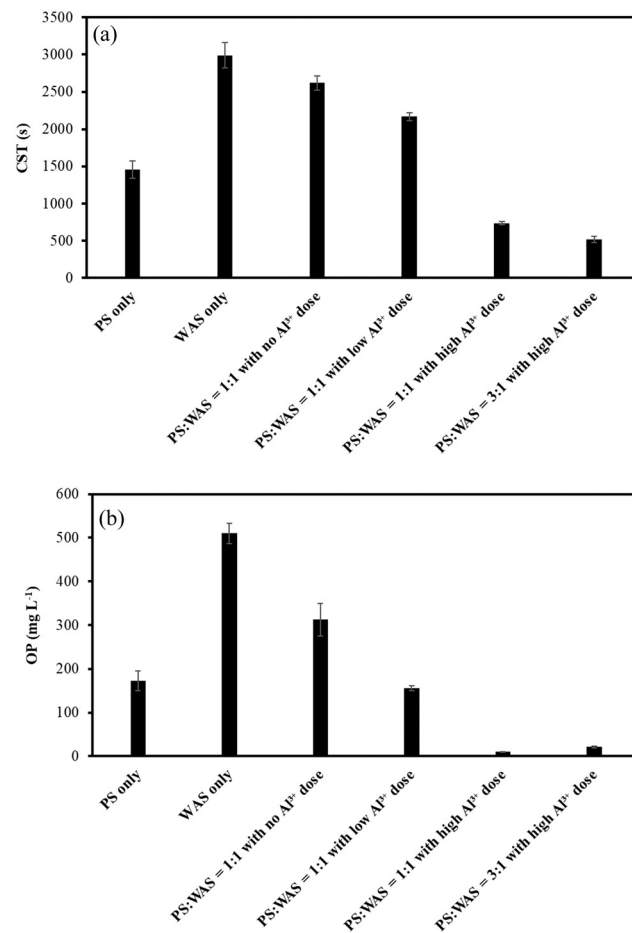 (a)
3500
3000
2500
2000
1500
1000
500
0
CST (s)
PS only
WAS only
PS:WAS = 1:1 with no Al³⁺ dose
PS:WAS = 1:1 with low Al³⁺ dose
PS:WAS = 1:1 with high Al³⁺ dose
PS:WAS = 3:1 with high Al³⁺ dose
(b)
600
500
400
300
200
100
0
OP (mg L⁻¹)
PS only
WAS only
PS:WAS = 1:1 with no Al³⁺ dose
PS:WAS = 1:1 with low Al³⁺ dose
PS:WAS = 1:1 with high Al³⁺ dose
PS:WAS = 3:1 with high Al³⁺ dose